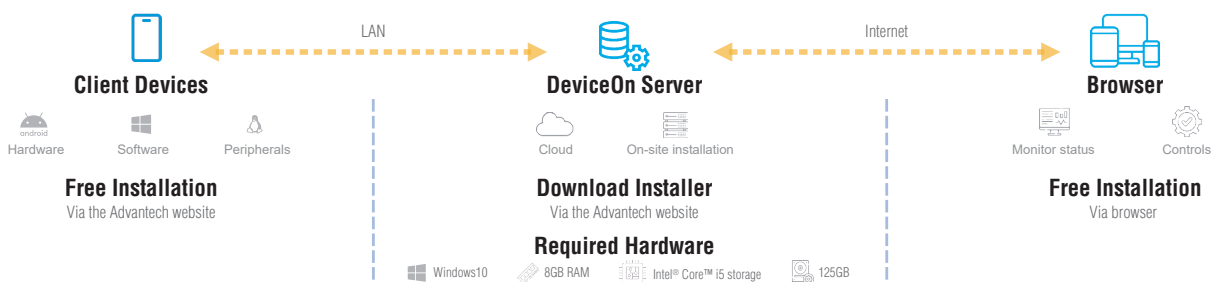 LAN
Internet
Client Devices
DeviceOn Server
Browser
android
Hardware
Software
Peripherals
Cloud
On-site installation
Monitor status
Controls
Free Installation
Via the Advantech website
Download Installer
Via the Advantech website
Free Installation
Via browser
Required Hardware
Windows10
8GB RAM
Intel® Core™ i5 storage
125GB